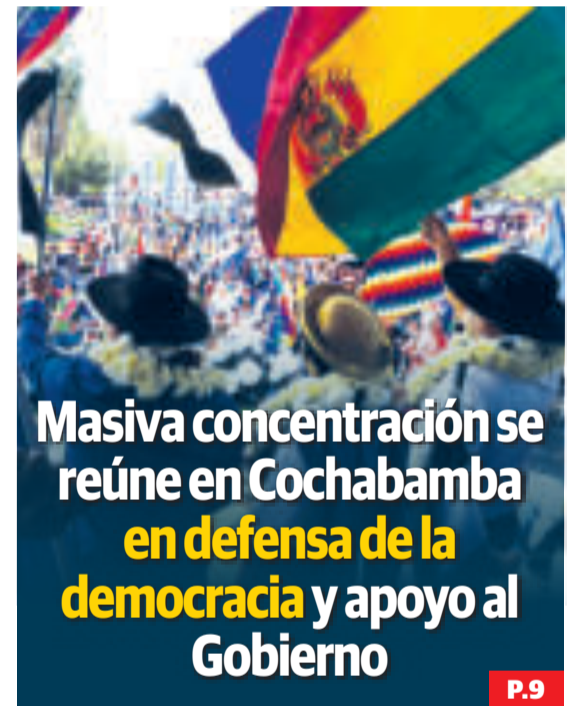 Masiva concentración se
reúne en Cochabamba
en defensa de la
democracia y apoyo al
Gobierno
P.9